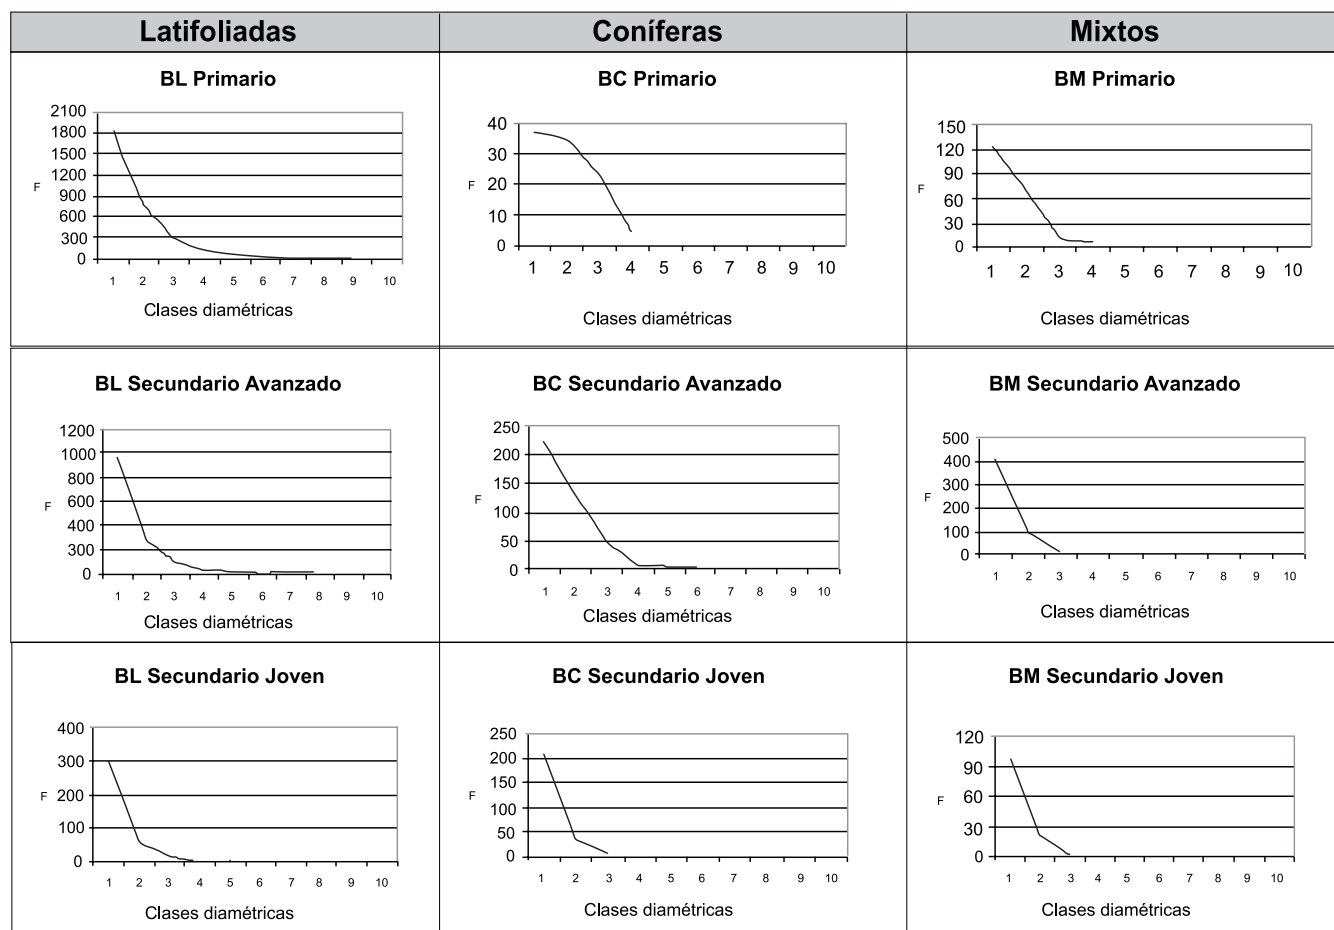 Latifoliadas Coníferas Mixtos
BL Primario
2100
1800
1500
1200
900
600
300
0
F
1 2 3 4 5 6 7 8 9 10
Clases diamétricas
BC Primario
40
30
20
10
0
F
1 2 3 4 5 6 7 8 9 10
Clases diamétricas
BM Primario
150
120
90
60
30
0
F
1 2 3 4 5 6 7 8 9 10
Clases diamétricas
BL Secundario Avanzado
1200
1000
800
600
400
300
0
F
1 2 3 4 5 6 7 8 9 10
Clases diamétricas
BC Secundario Avanzado
250
200
150
100
50
0
F
1 2 3 4 5 6 7 8 9 10
Clases diamétricas
BM Secundario Avanzado
500
400
300
200
100
0
F
1 2 3 4 5 6 7 8 9 10
Clases diamétricas
BL Secundario Joven
400
300
200
100
0
F
1 2 3 4 5 6 7 8 9 10
Clases diamétricas
BC Secundario Joven
250
200
150
100
50
0
F
1 2 3 4 5 6 7 8 9 10
Clases diamétricas
BM Secundario Joven
120
90
60
30
0
F
1 2 3 4 5 6 7 8 9 10
Clases diamétricas